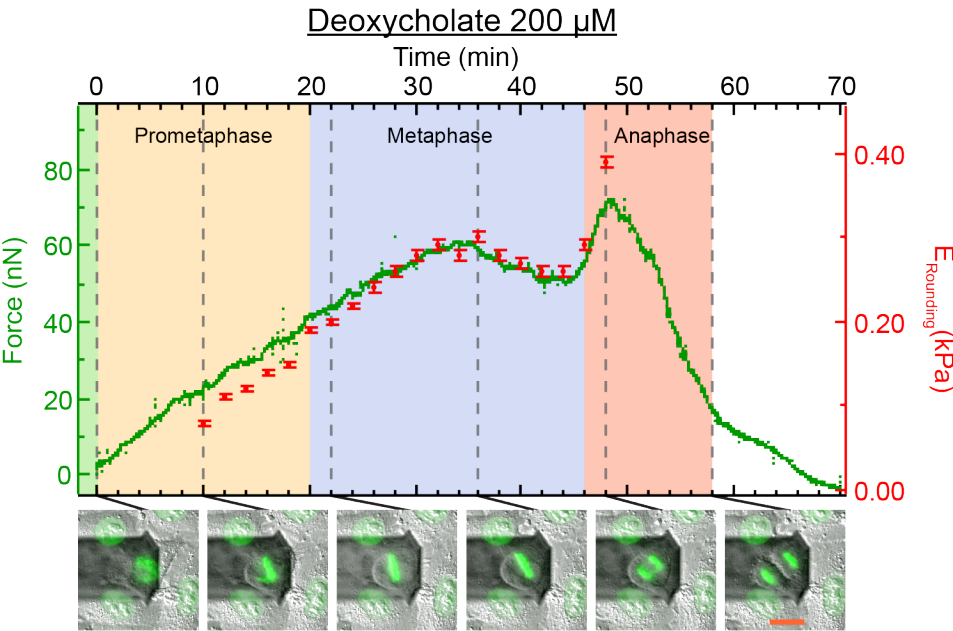 Deoxycholate 200 µM
Time (min)
0 10 20 30 40 50 60 70
Prometaphase Metaphase Anaphase
80
60
40
20
0
Force (nN)
0.40
0.20
0.00
E Rounding (kPa)